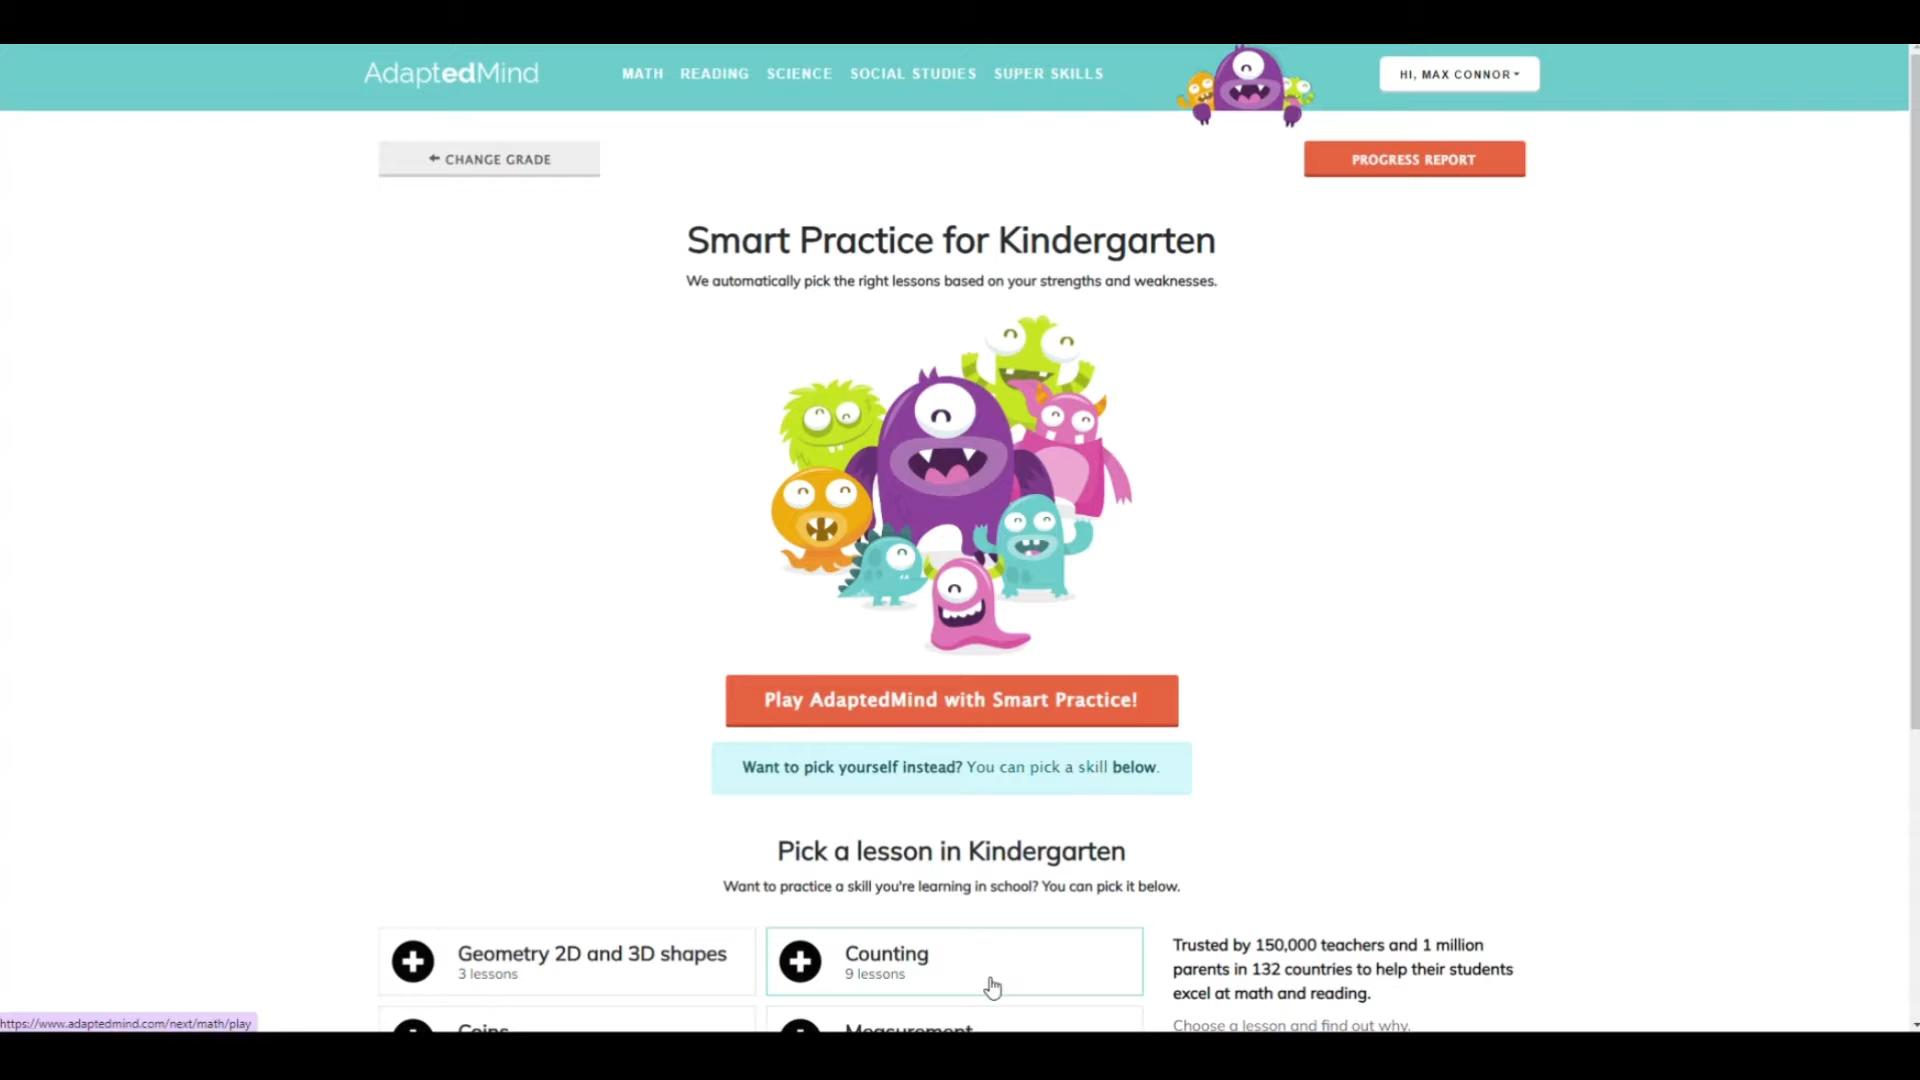 AdaptedMind
MATH READING SCIENCE SOCIAL STUDIES SUPER SKILLS
HI, MAX CONNOR
CHANGE GRADE
PROGRESS REPORT
Smart Practice for Kindergarten
We automatically pick the right lessons based on your strengths and weaknesses.
Play AdaptedMind with Smart Practice!
Want to pick yourself instead? You can pick a skill below.
Pick a lesson in Kindergarten
Want to practice a skill you're learning in school? You can pick it below.
Geometry 2D and 3D shapes
3 lessons
Counting
9 lessons
Trusted by 150,000 teachers and 1 million
parents in 132 countries to help their students
excel at math and reading.
Choose a lesson and find out why.
Coins
Measurement
https://www.adaptedmind.com/next/math/play